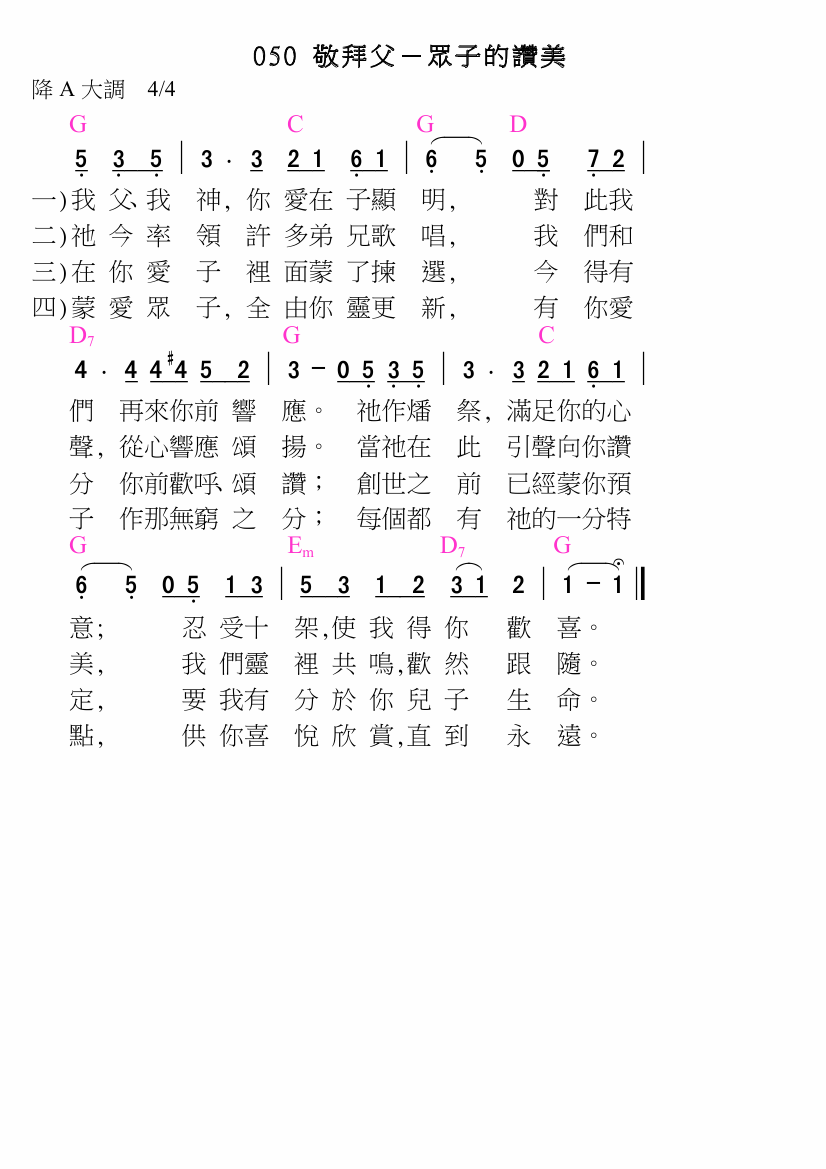 050 敬拜父－眾子的讚美
降 A 大調 4/4
G C G D
5 3 5 | 3 . 3 2 1 6 1 | 6 5 0 5 7 2 |
一)我 父、我 神, 你 愛在 子顯 明, 對 此我
二)祂 今 率 領 許 多弟 兄歌 唱, 我 們和
三)在 你 愛 子 裡 面蒙 了揀 選, 今 得有
四)蒙 愛 眾 子, 全 由你 靈更 新, 有 你愛
D7 G C
4 . 4 4 #4 5 2 | 3 - 0 5 3 5 | 3 . 3 2 1 6 1 |
們 再來你前 響 應。 祂作燔 祭, 滿足你的心
聲, 從心響應 頌 揚。 當祂在 此 引聲向你讚
分 你前歡呼、頌 讚； 創世之 前 已經蒙你預
子 作那無窮 之 分； 每個都 有 祂的一分特
G Em D7 G
6 5 0 5 1 3 | 5 3 1 2 3 1 2 | 1 - 1
意; 忍 受十 架,使 我 得 你 歡 喜。
美, 我 們靈 裡 共 鳴,歡 然 跟 隨。
定, 要 我有 分 於 你 兒 子 生 命。
點, 供 你喜 悅 欣 賞,直 到 永 遠。